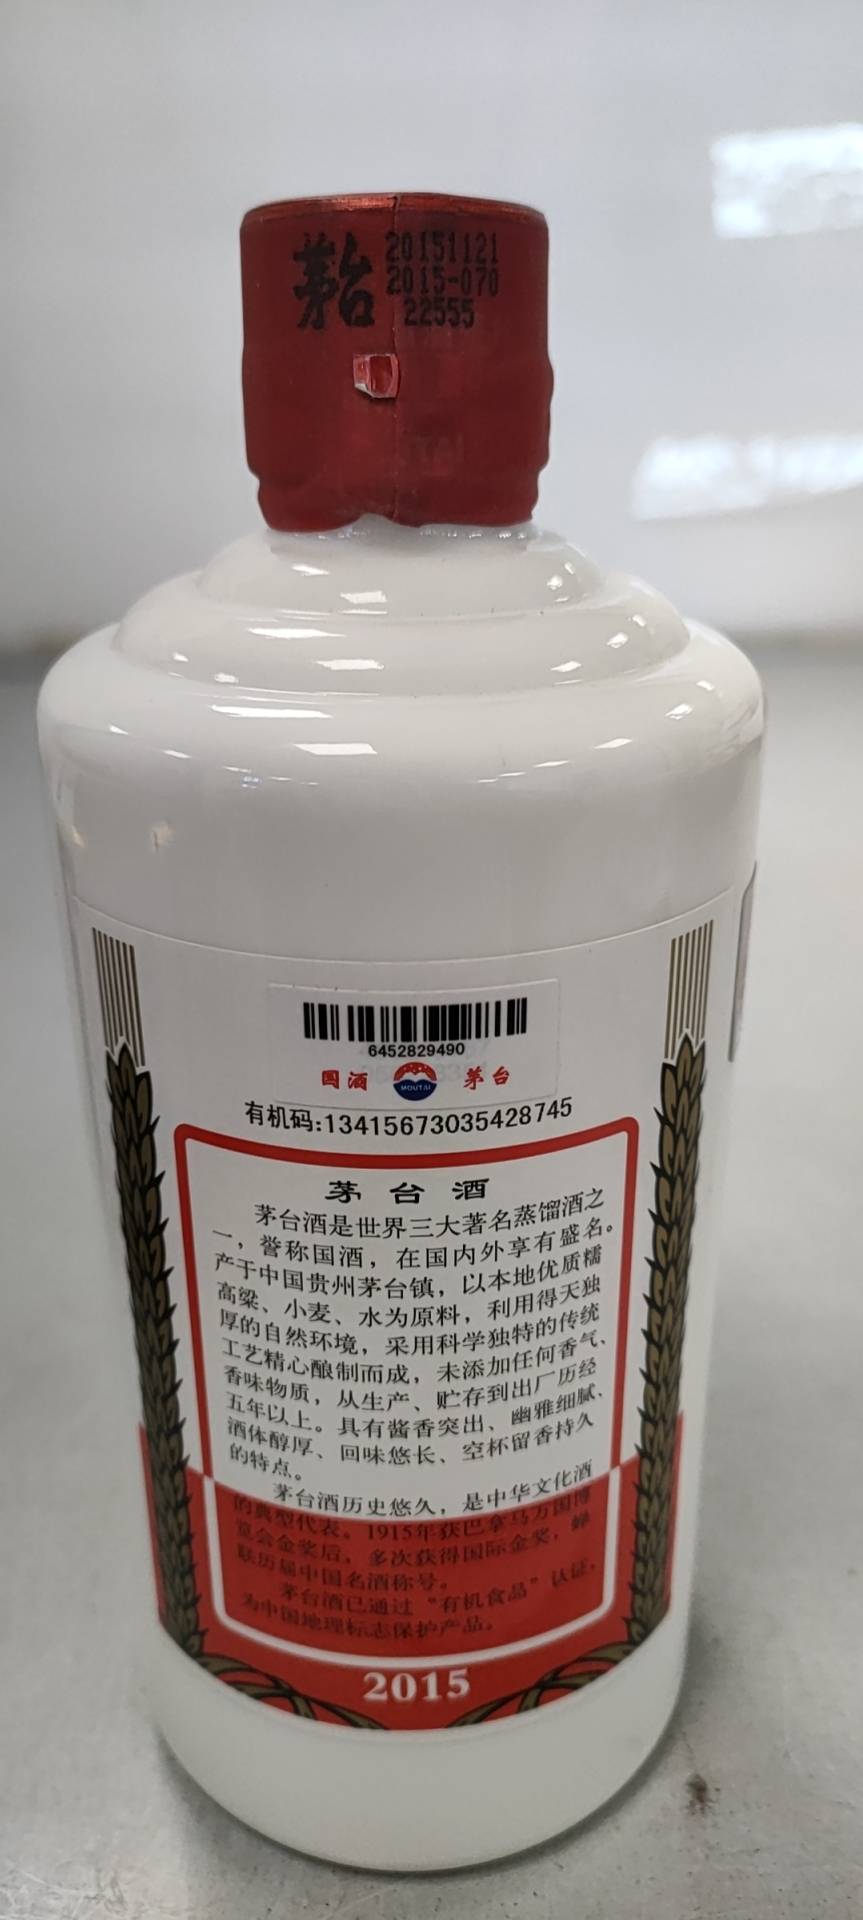 茅台
20151121
2015-070
22555
6452829490
国酒 MOUTAI 茅台
有机码:13415673035428745
茅台酒
茅台酒是世界三大著名蒸馏酒之
一，誉称国酒，在国内外享有盛名。
产于中国贵州茅台镇，以本地优质糯
高粱、小麦、水为原料，利用得天独
厚的自然环境，采用科学独特的传统
工艺精心酿制而成，未添加任何香气、
香味物质，从生产、贮存到出厂历经
五年以上。具有酱香突出、幽雅细腻、
酒体醇厚、回味悠长、空杯留香持久
的特点。
茅台酒历史悠久，是中华文化酒
的典型代表。1915年获巴拿马万国博
览会金奖后，多次获得国际金奖，蝉
联历届中国名酒称号。
茅台酒已通过“有机食品”认证，
为中国地理标志保护产品。
2015